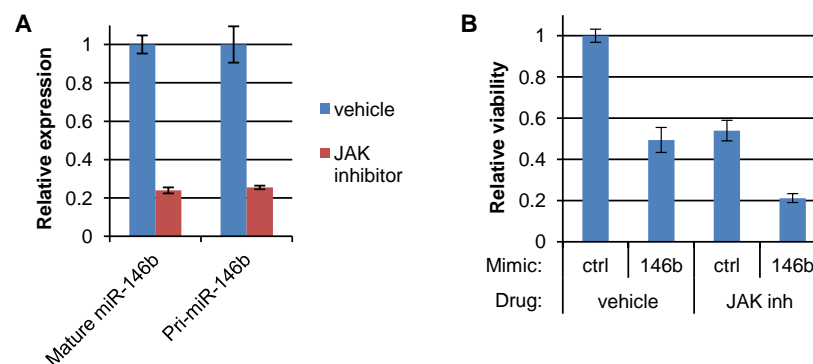 A
Relative expression
1
0.8
0.6
0.4
0.2
0
Mature miR-146b
Pri-miR-146b
vehicle
JAK
inhibitor
B
Relative viability
1
0.8
0.6
0.4
0.2
0
Mimic: ctrl 146b ctrl 146b
Drug: vehicle JAK inh